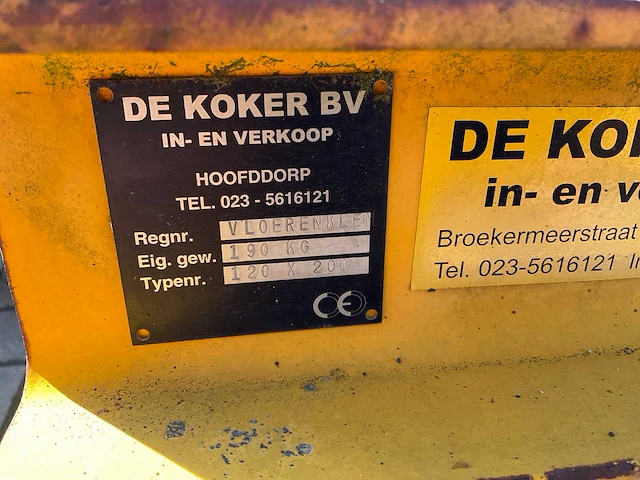 DE KOKER BV
IN- EN VERKOOP
HOOFDDORP
TEL. 023 - 5616121
Regnr. VLOERENKLEM
Eig. gew. 190 KG
Typenr. 120 X 200
CE
DE KO
in- en v
Broekermeerstraat
Tel. 023-5616121 In